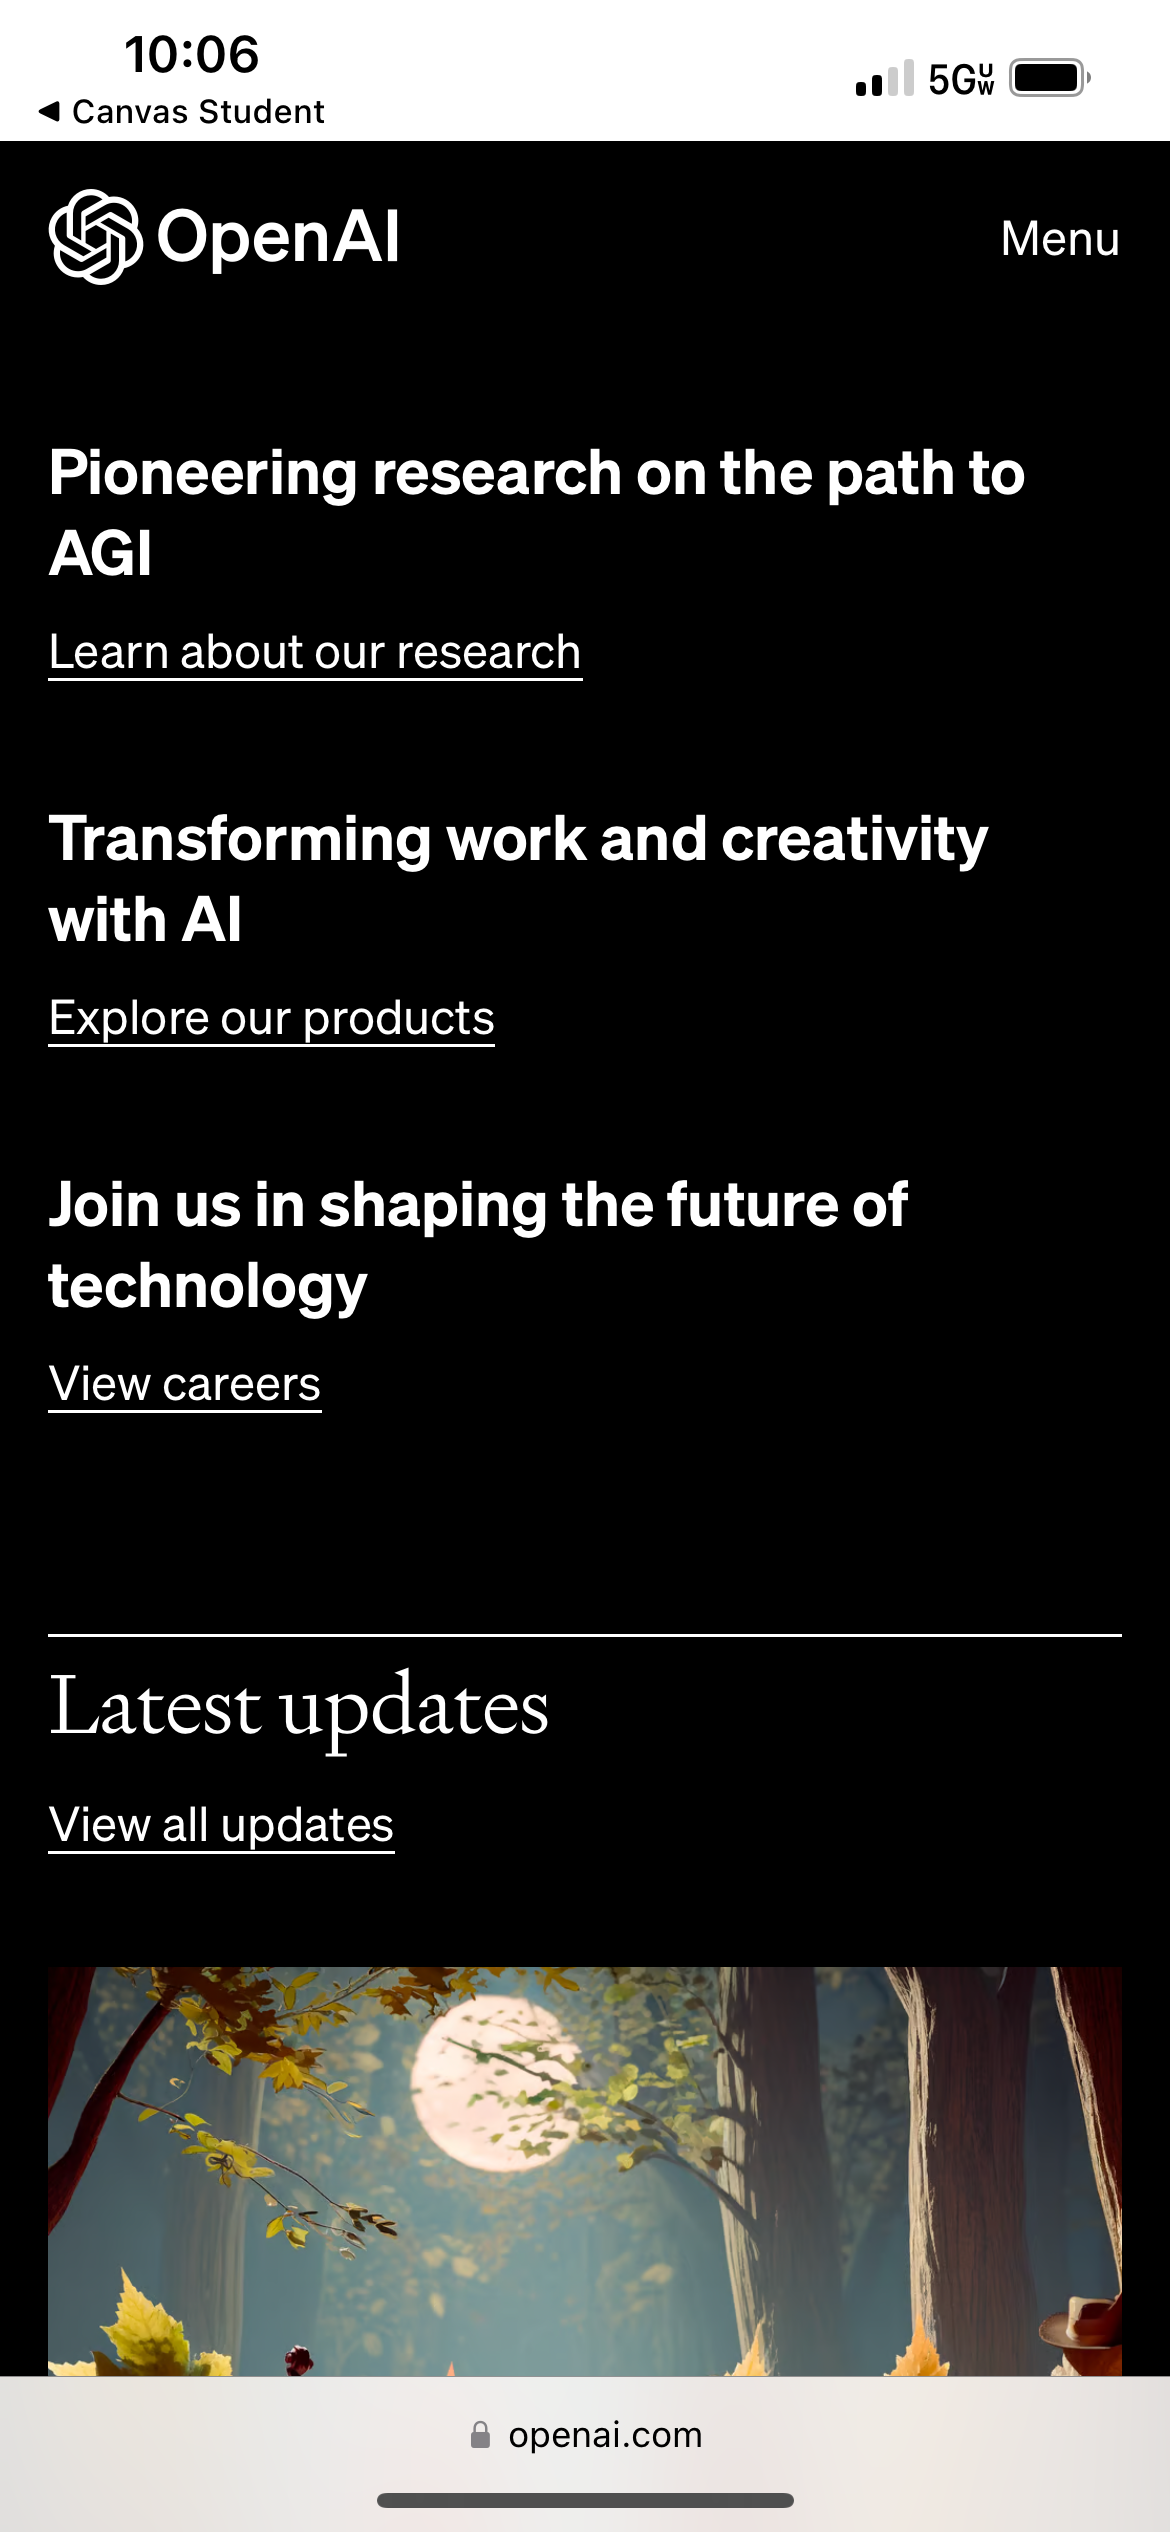 10:06
◀ Canvas Student
5G UW
OpenAI
Menu
Pioneering research on the path to
AGI
Learn about our research
Transforming work and creativity
with AI
Explore our products
Join us in shaping the future of
technology
View careers
Latest updates
View all updates
openai.com